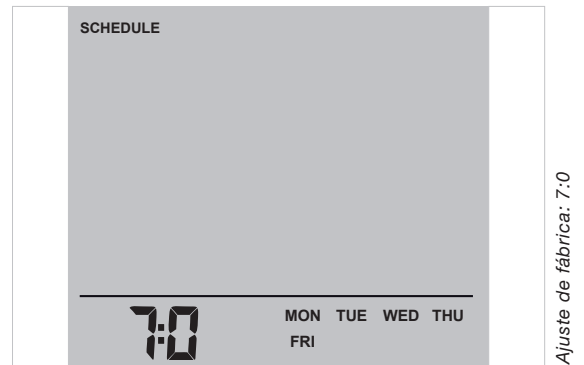 SCHEDULE
7:0 MON TUE WED THU
FRI
Ajuste de fábrica: 7:0